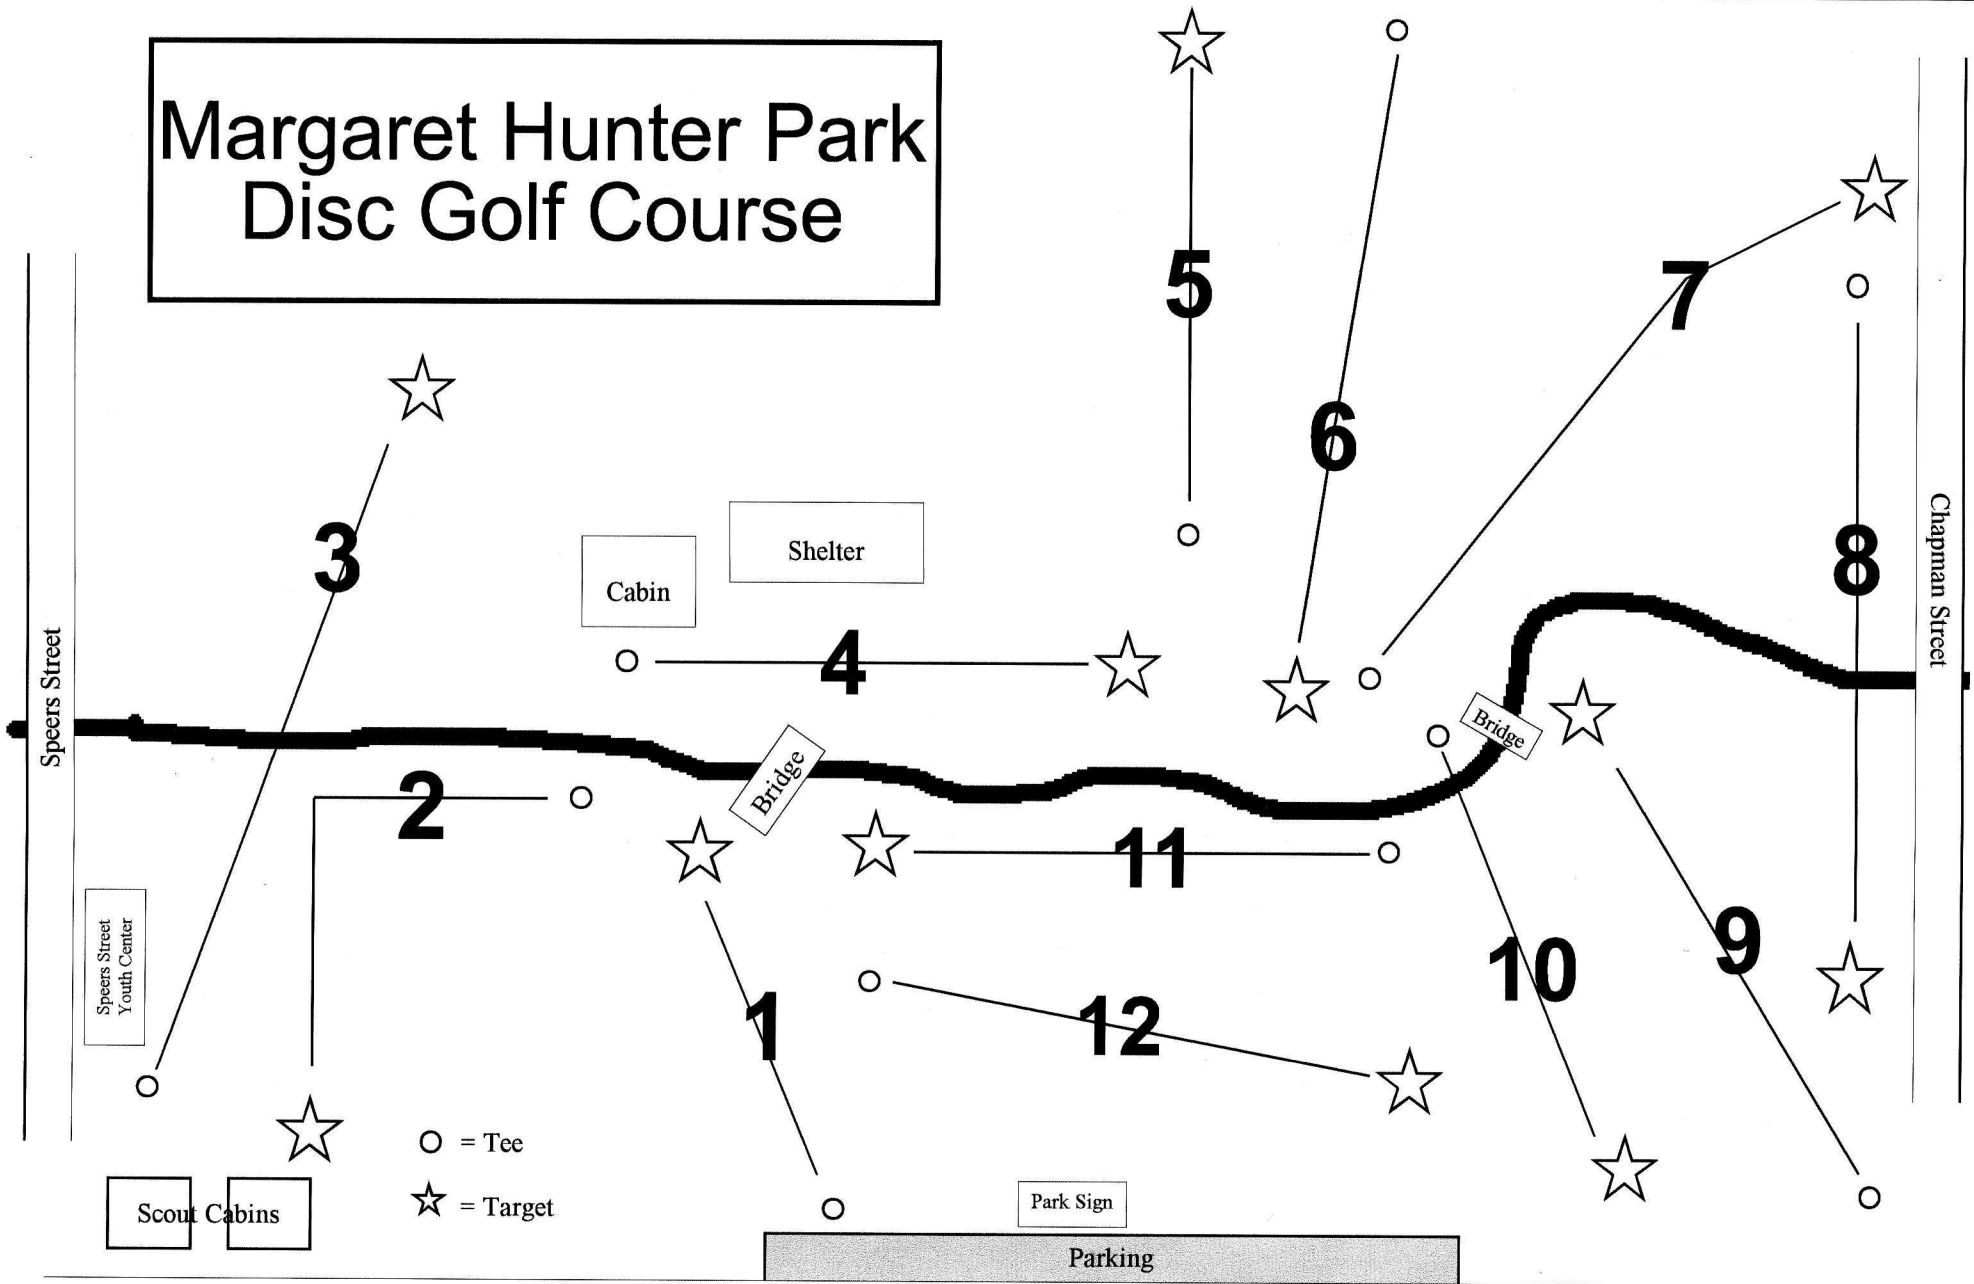 Margaret Hunter Park
Disc Golf Course
5
6
7
3
8
Shelter
Cabin
Chapman Street
4
Speers Street
Bridge
2
Bridge
11
9
Speers Street
Youth Center
10
1
12
= Tee
= Target
Scout Cabins
Park Sign
Parking